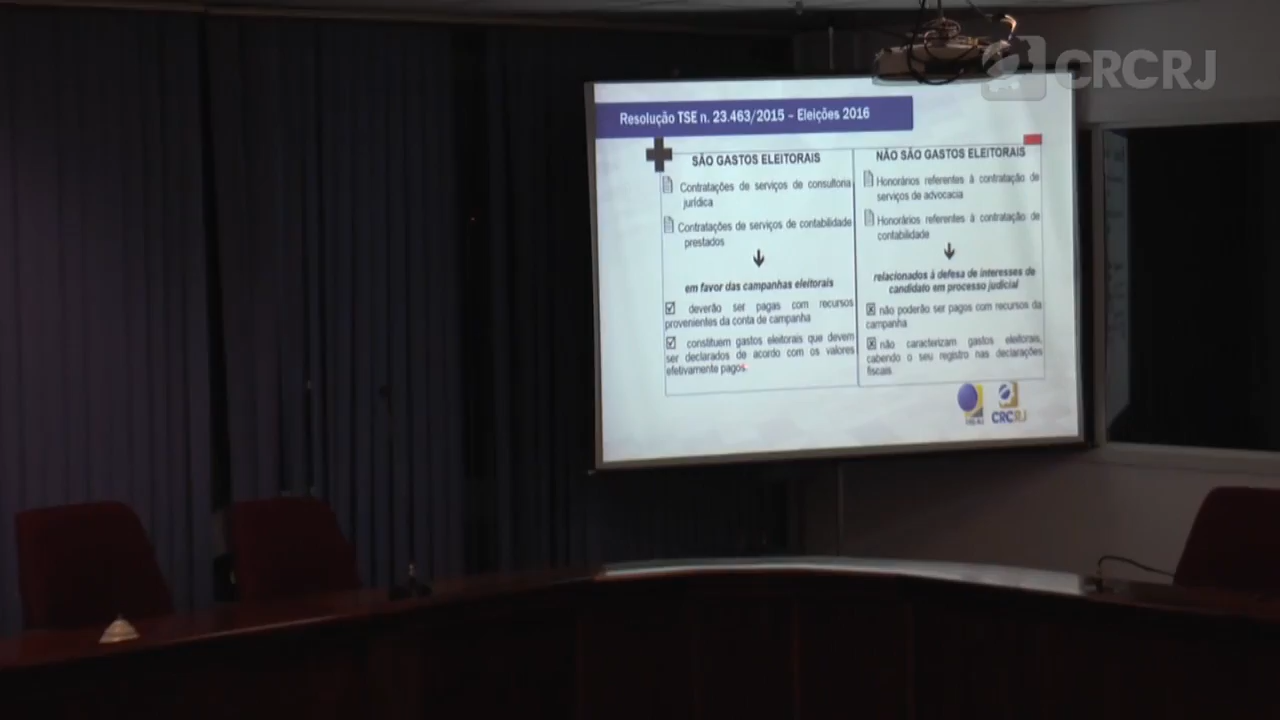 CRCRJ
Resolução TSE n. 23.463/2015 – Eleições 2016
SÃO GASTOS ELEITORAIS
Contratações de serviços de consultoria
jurídica
Contratações de serviços de contabilidade
prestados
em favor das campanhas eleitorais
deverão ser pagas com recursos
provenientes da conta de campanha
constituem gastos eleitorais que devem
ser declarados de acordo com os valores
efetivamente pagos
NÃO SÃO GASTOS ELEITORAIS
Honorários referentes à contratação de
serviços de advocacia
Honorários referentes à contratação de
contabilidade
relacionados à defesa de interesses de
candidato em processo judicial
não poderão ser pagos com recursos da
campanha
não caracterizam gastos eleitorais,
cabendo o seu registro nas declarações
fiscais
CRCRJ